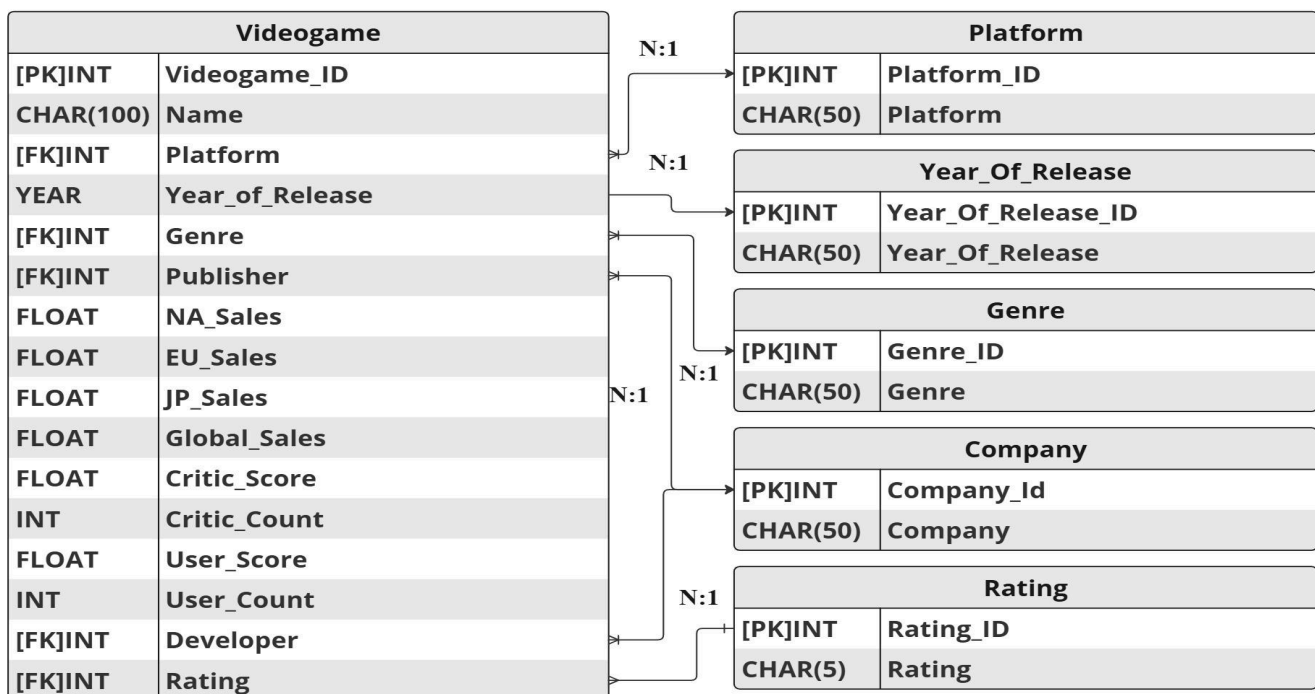 Videogame
[PK]INT Videogame_ID
CHAR(100) Name
[FK]INT Platform
YEAR Year_of_Release
[FK]INT Genre
[FK]INT Publisher
FLOAT NA_Sales
FLOAT EU_Sales
FLOAT JP_Sales
FLOAT Global_Sales
FLOAT Critic_Score
INT Critic_Count
FLOAT User_Score
INT User_Count
[FK]INT Developer
[FK]INT Rating
N:1
N:1
N:1
N:1
N:1
Platform
[PK]INT Platform_ID
CHAR(50) Platform
Year_Of_Release
[PK]INT Year_Of_Release_ID
CHAR(50) Year_Of_Release
Genre
[PK]INT Genre_ID
CHAR(50) Genre
Company
[PK]INT Company_Id
CHAR(50) Company
Rating
[PK]INT Rating_ID
CHAR(5) Rating